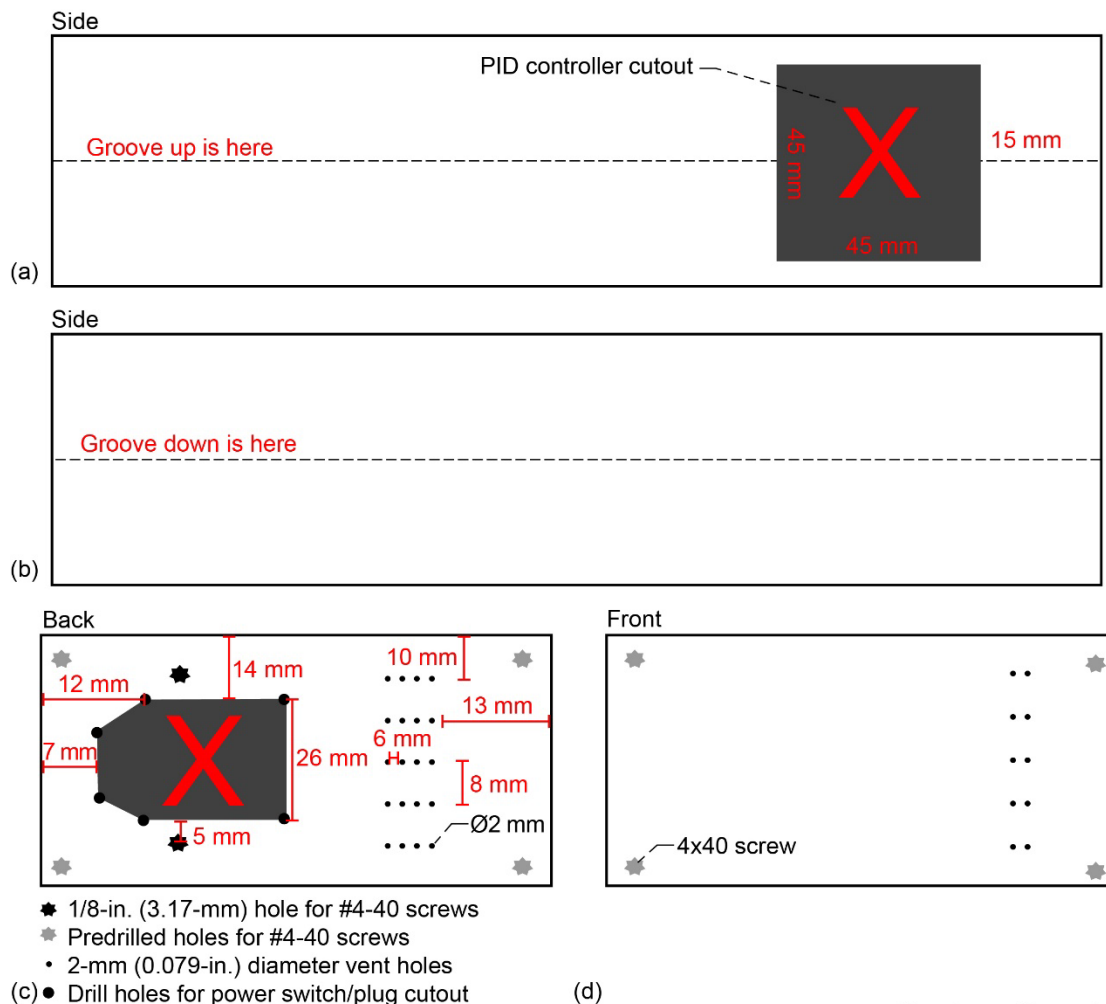 Side
PID controller cutout
Groove up is here
15 mm
45 mm
X
45 mm
(a)
Side
Groove down is here
(b)
Back
Front
14 mm
10 mm
12 mm
13 mm
X
6 mm
7 mm
26 mm
8 mm
5 mm
Ø2 mm
4x40 screw
1/8-in. (3.17-mm) hole for #4-40 screws
Predrilled holes for #4-40 screws
2-mm (0.079-in.) diameter vent holes
(c) Drill holes for power switch/plug cutout
(d)